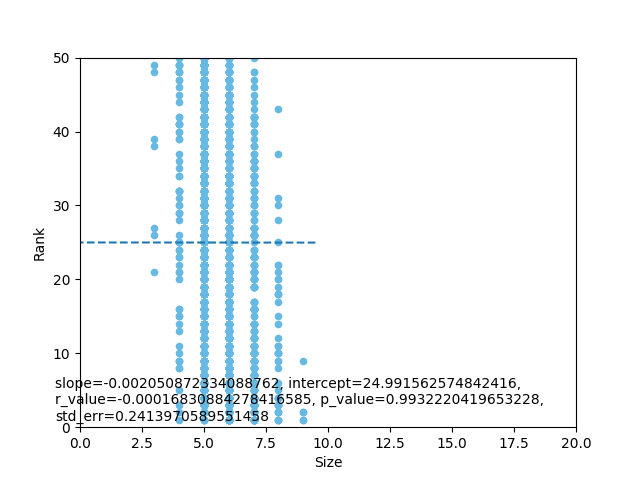 50
40
30
20
10
0
Rank
slope=-0.002050872334088762, intercept=24.991562574842416,
r_value=-0.00016830884278416585, p_value=0.9932220419653228,
std_err=0.2413970589551458
0.0 2.5 5.0 7.5 10.0 12.5 15.0 17.5 20.0
Size